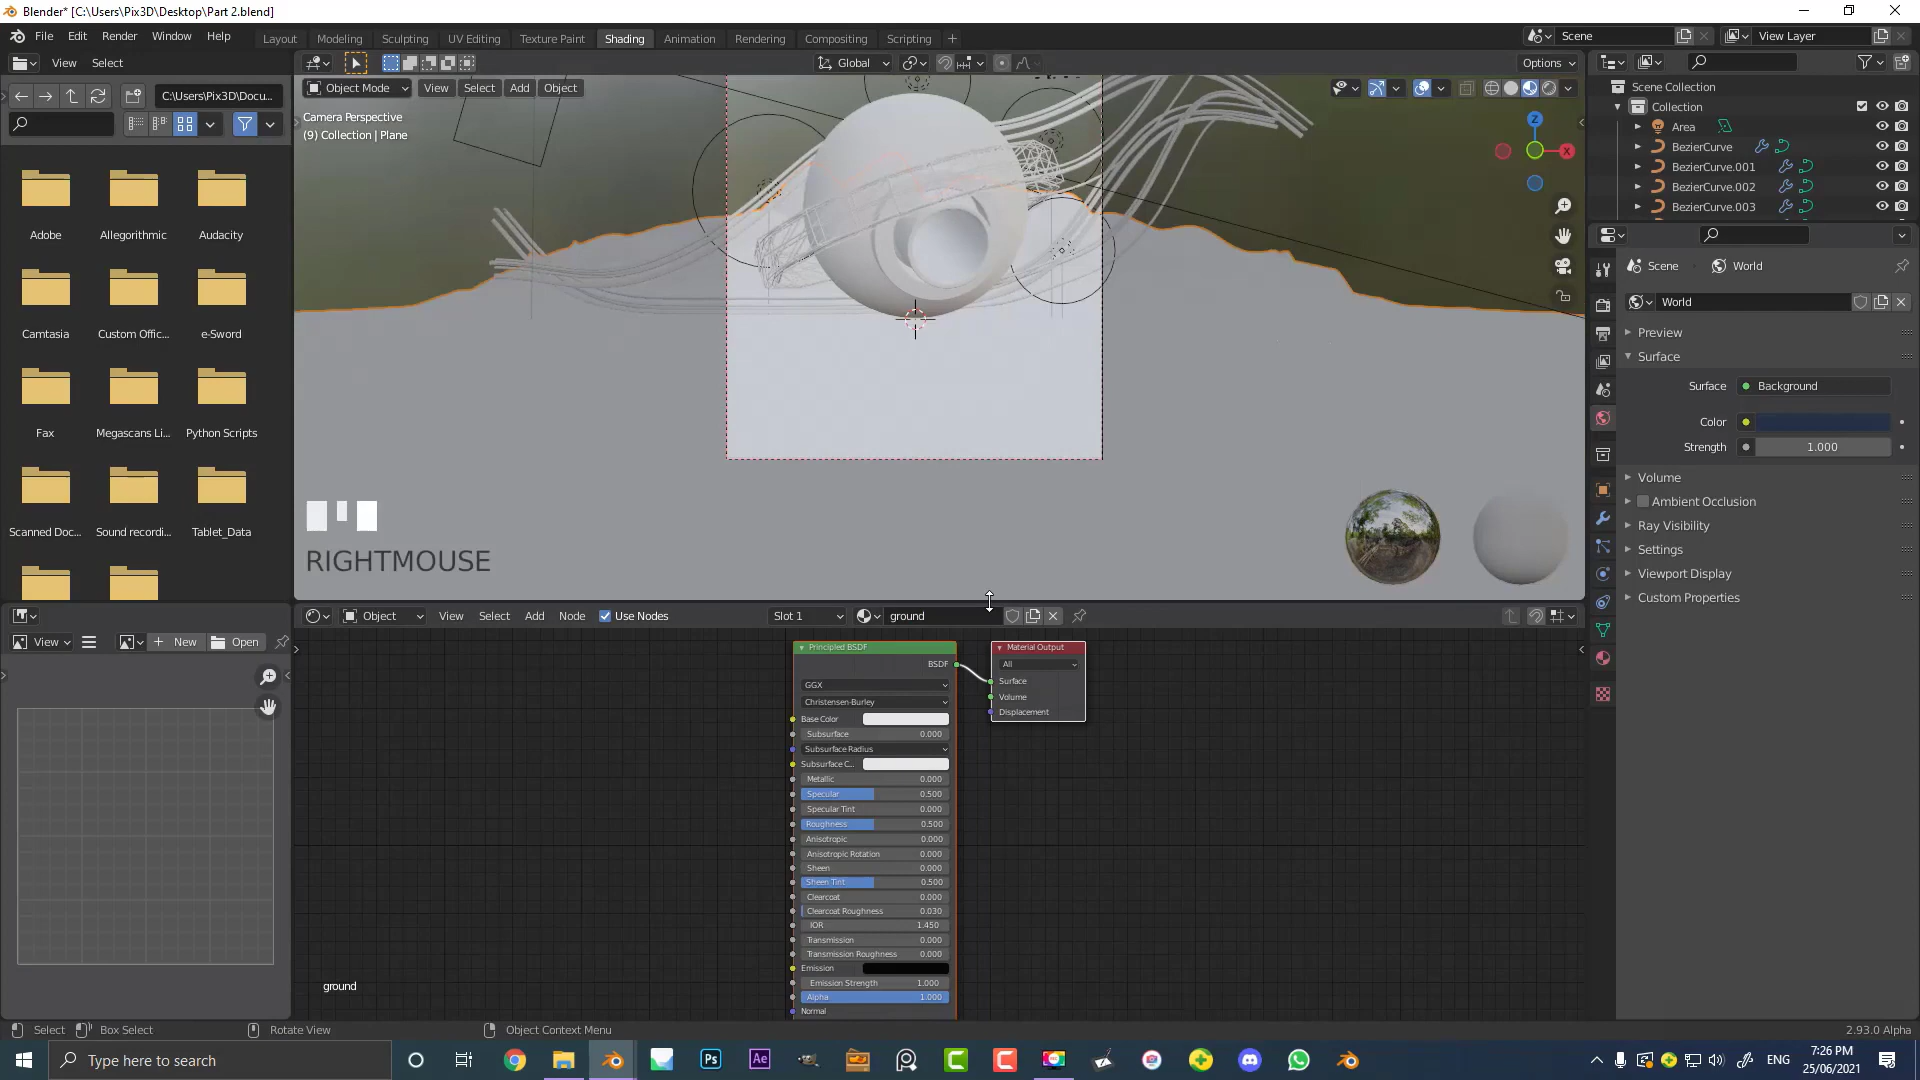 Blender* [C:\Users\Pix3D\Desktop\Part 2.blend]
File Edit Render Window Help
Layout Modeling Sculpting UV Editing Texture Paint Shading Animation Rendering Compositing Scripting +
Scene
View Layer
View Select
Global
Options
C:\Users\Pix3D\Docu...
Object Mode View Select Add Object
Camera Perspective
(9) Collection | Plane
Z
X
Scene Collection
Collection
Area
BezierCurve
BezierCurve.001
BezierCurve.002
BezierCurve.003
Adobe
Allegorithmic
Audacity
Camtasia
Custom Offic...
e-Sword
Fax
Megascans Li...
Python Scripts
Scanned Doc...
Sound recordi...
Tablet_Data
Scene World
World
Preview
Surface
Surface Background
Color
Strength 1.000
Volume
Ambient Occlusion
Ray Visibility
Settings
Viewport Display
Custom Properties
RIGHTMOUSE
Object View Select Add Node Use Nodes Slot 1 ground
View New Open
Principled BSDF
BSDF
GGX
Christensen-Burley
Base Color
Subsurface 0.000
Subsurface Radius
Subsurface C...
Metallic 0.000
Specular 0.500
Specular Tint 0.000
Roughness 0.500
Anisotropic 0.000
Anisotropic Rotation 0.000
Sheen 0.000
Sheen Tint 0.500
Clearcoat 0.000
Clearcoat Roughness 0.030
IOR 1.450
Transmission 0.000
Transmission Roughness 0.000
Emission
Emission Strength 1.000
Alpha 1.000
Normal
Material Output
All
Surface
Volume
Displacement
ground
Select Box Select Rotate View Object Context Menu 2.93.0 Alpha
Type here to search
Ps
Ae
ENG
7:26 PM
25/06/2021